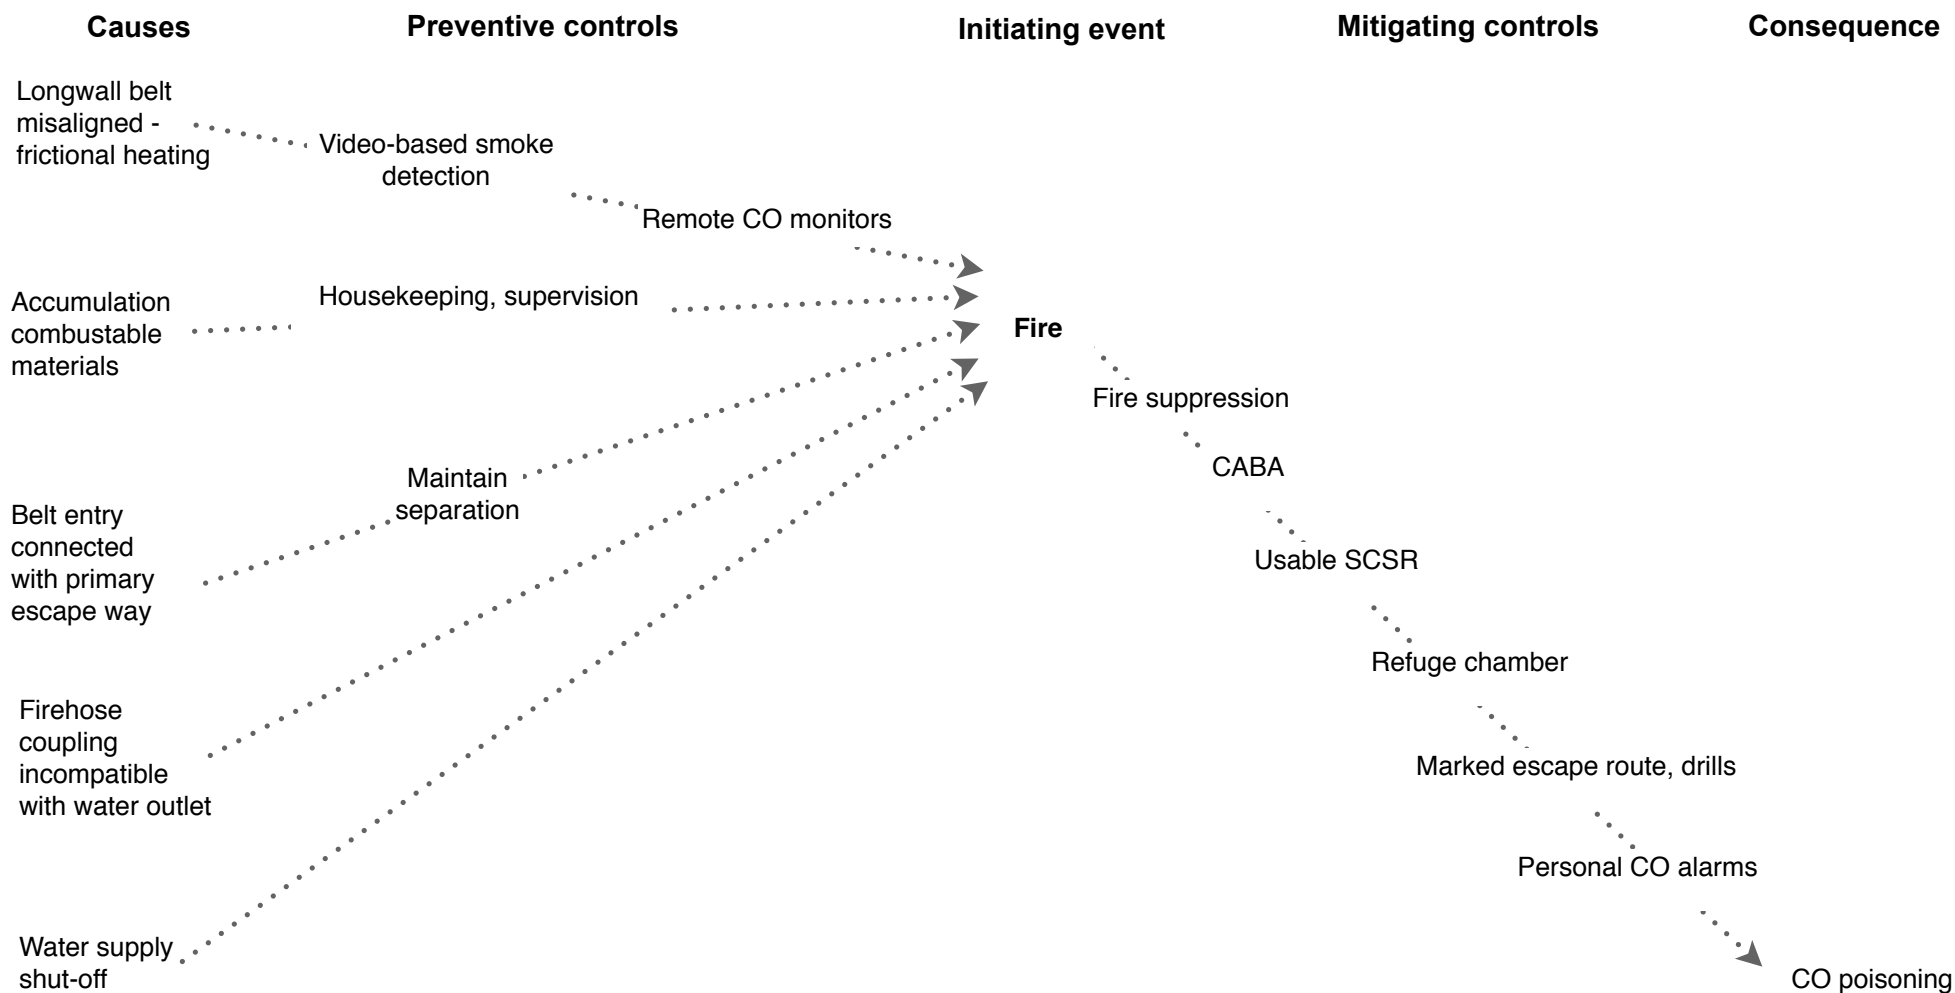 Causes
Preventive controls
Initiating event
Mitigating controls
Consequence
Longwall belt
misaligned -
frictional heating
Video-based smoke
detection
Remote CO monitors
Accumulation
combustable
materials
Housekeeping, supervision
Fire
Fire suppression
CABA
Maintain
separation
Belt entry
connected
with primary
escape way
Usable SCSR
Refuge chamber
Firehose
coupling
incompatible
with water outlet
Marked escape route, drills
Personal CO alarms
Water supply
shut-off
CO poisoning